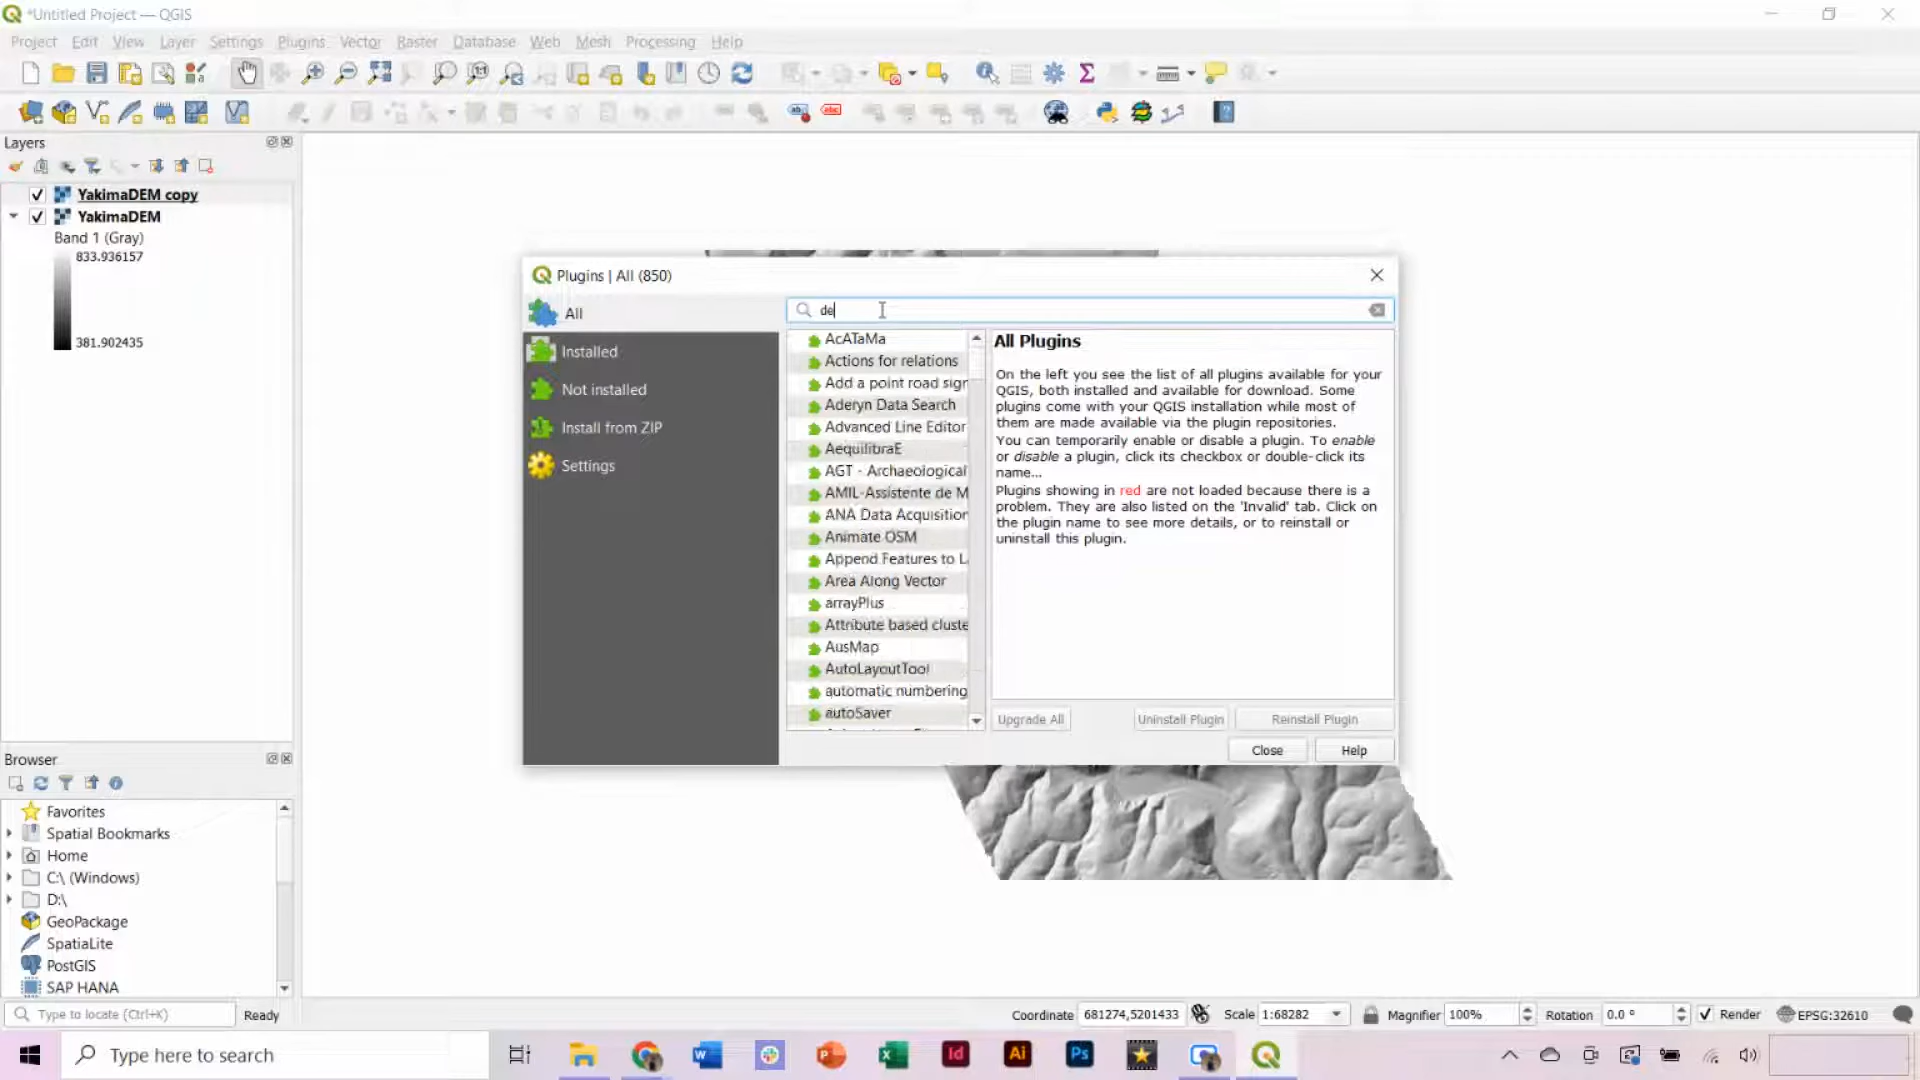 *Untitled Project — QGIS
Project Edit View Layer Settings Plugins Vector Raster Database Web Mesh Processing Help
Layers
YakimaDEM copy
YakimaDEM
Band 1 (Gray)
833.936157
381.902435
Plugins | All (850)
All
Installed
Not installed
Install from ZIP
Settings
de
AcATaMa
Actions for relations
Add a point road sigr
Aderyn Data Search
Advanced Line Editor
AequilibraE
AGT - Archaeological
AMIL-Assistente de M
ANA Data Acquisition
Animate OSM
Append Features to L
Area Along Vector
arrayPlus
Attribute based cluste
AusMap
AutoLayoutTool
automatic numbering
autoSaver
All Plugins
On the left you see the list of all plugins available for your
QGIS, both installed and available for download. Some
plugins come with your QGIS installation while most of
them are made available via the plugin repositories.
You can temporarily enable or disable a plugin. To enable
or disable a plugin, click its checkbox or double-click its
name...
Plugins showing in red are not loaded because there is a
problem. They are also listed on the 'Invalid' tab. Click on
the plugin name to see more details, or to reinstall or
uninstall this plugin.
Upgrade All Uninstall Plugin Reinstall Plugin
Close Help
Browser
Favorites
Spatial Bookmarks
Home
C:\ (Windows)
D:\
GeoPackage
SpatiaLite
PostGIS
SAP HANA
Type to locate (Ctrl+K) Ready Coordinate 681274,5201433 Scale 1:68282 Magnifier 100% Rotation 0.0 ° Render EPSG:32610
Type here to search